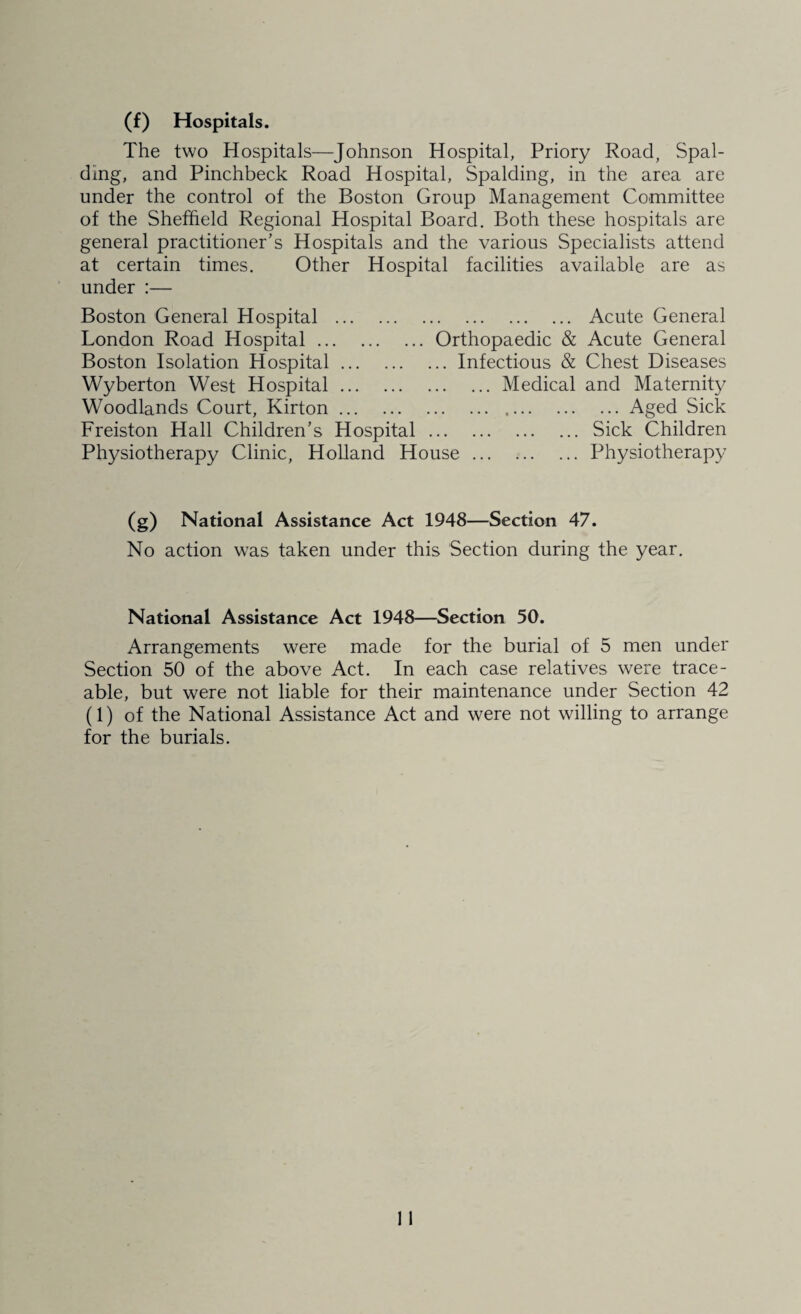 (f) Hospitals.
The two Hospitals—Johnson Hospital, Priory Road, Spal-
ding, and Pinchbeck Road Hospital, Spalding, in the area are
under the control of the Boston Group Management Committee
of the Sheffield Regional Hospital Board. Both these hospitals are
general practitioner's Hospitals and the various Specialists attend
at certain times. Other Hospital facilities available are as
under :—
Boston General Hospital ... ... ... ... ... ... Acute General
London Road Hospital ... ... ... Orthopaedic & Acute General
Boston Isolation Hospital ... ... ... Infectious & Chest Diseases
Wyberton West Hospital ... ... ... ... Medical and Maternity
Woodlands Court, Kirton ... ... ... ... ... ... ... Aged Sick
Freiston Hall Children's Hospital ... ... ... ... Sick Children
Physiotherapy Clinic, Holland House ... ... ... Physiotherapy
(g) National Assistance Act 1948—Section 47.
No action was taken under this Section during the year.
National Assistance Act 1948—Section 50.
Arrangements were made for the burial of 5 men under
Section 50 of the above Act. In each case relatives were trace-
able, but were not liable for their maintenance under Section 42
(1) of the National Assistance Act and were not willing to arrange
for the burials.
11